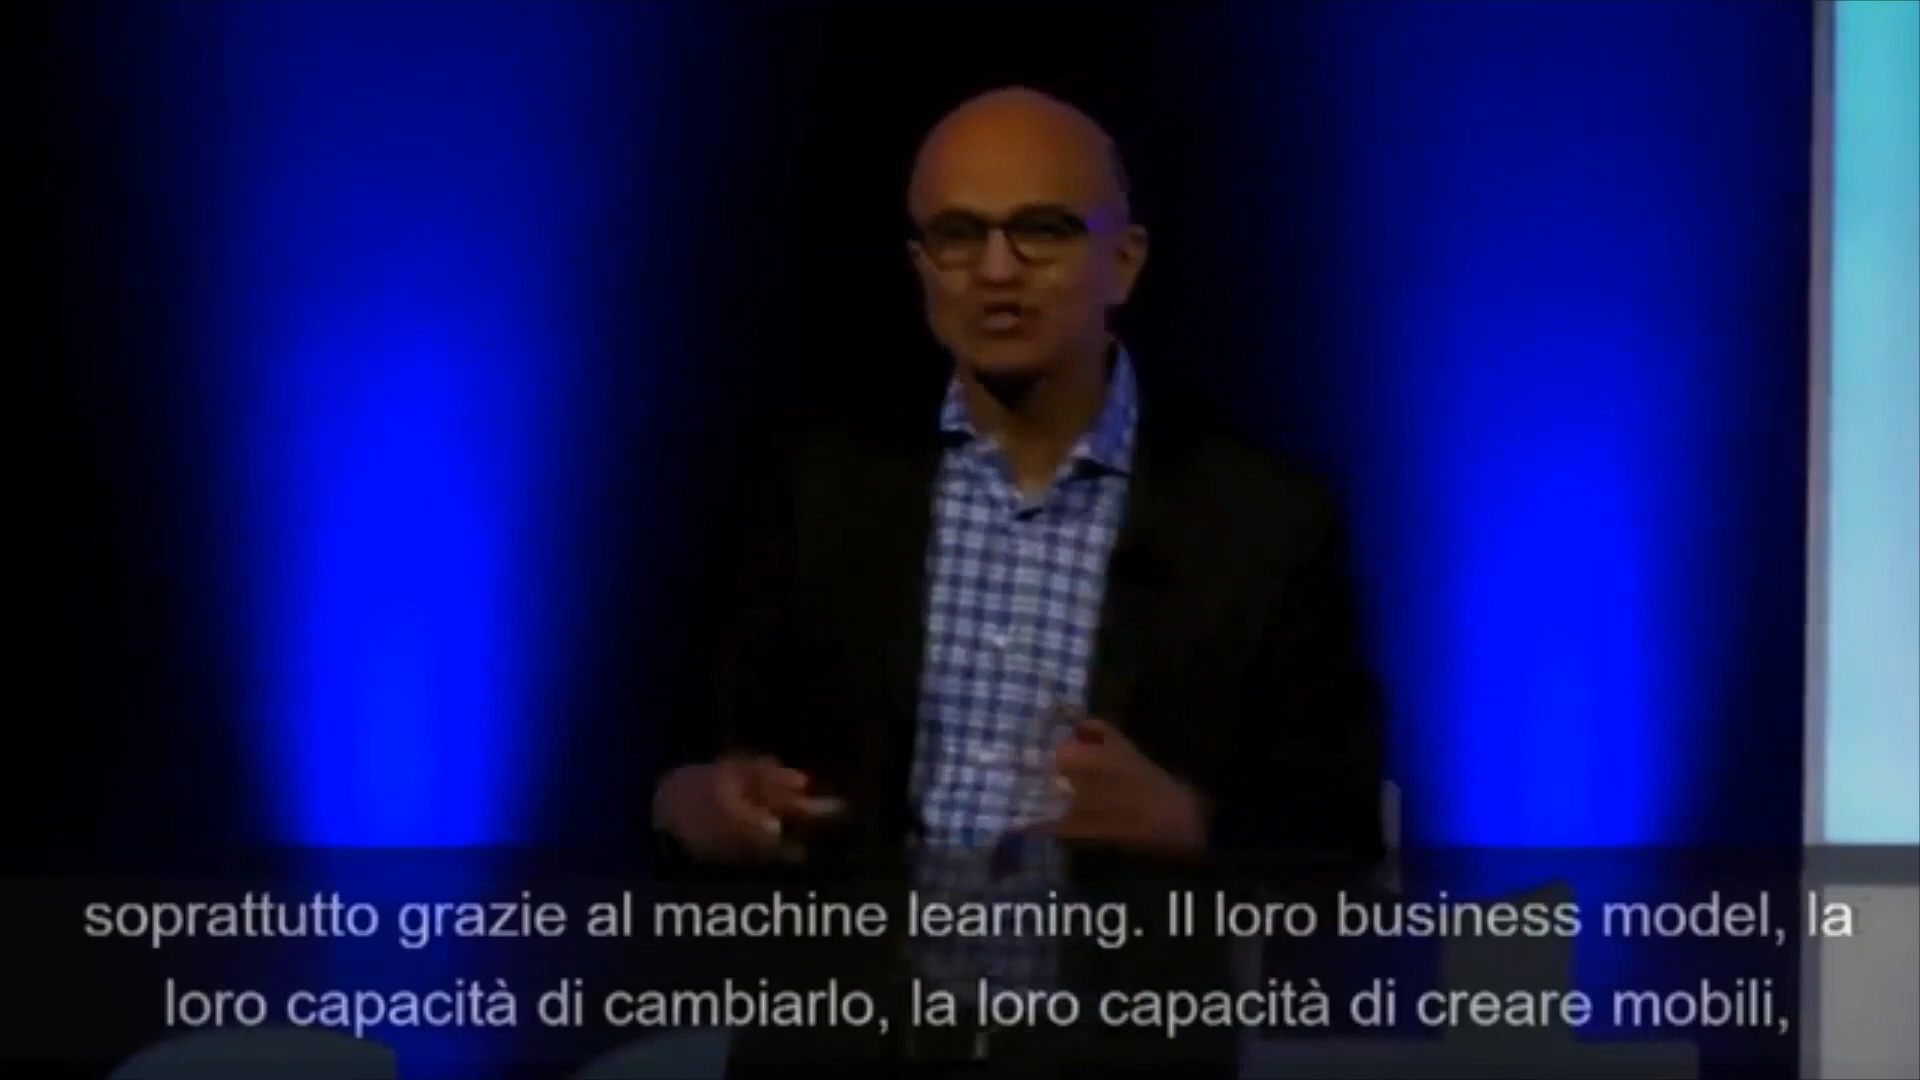 soprattutto grazie al machine learning. Il loro business model, la
loro capacità di cambiarlo, la loro capacità di creare mobili,